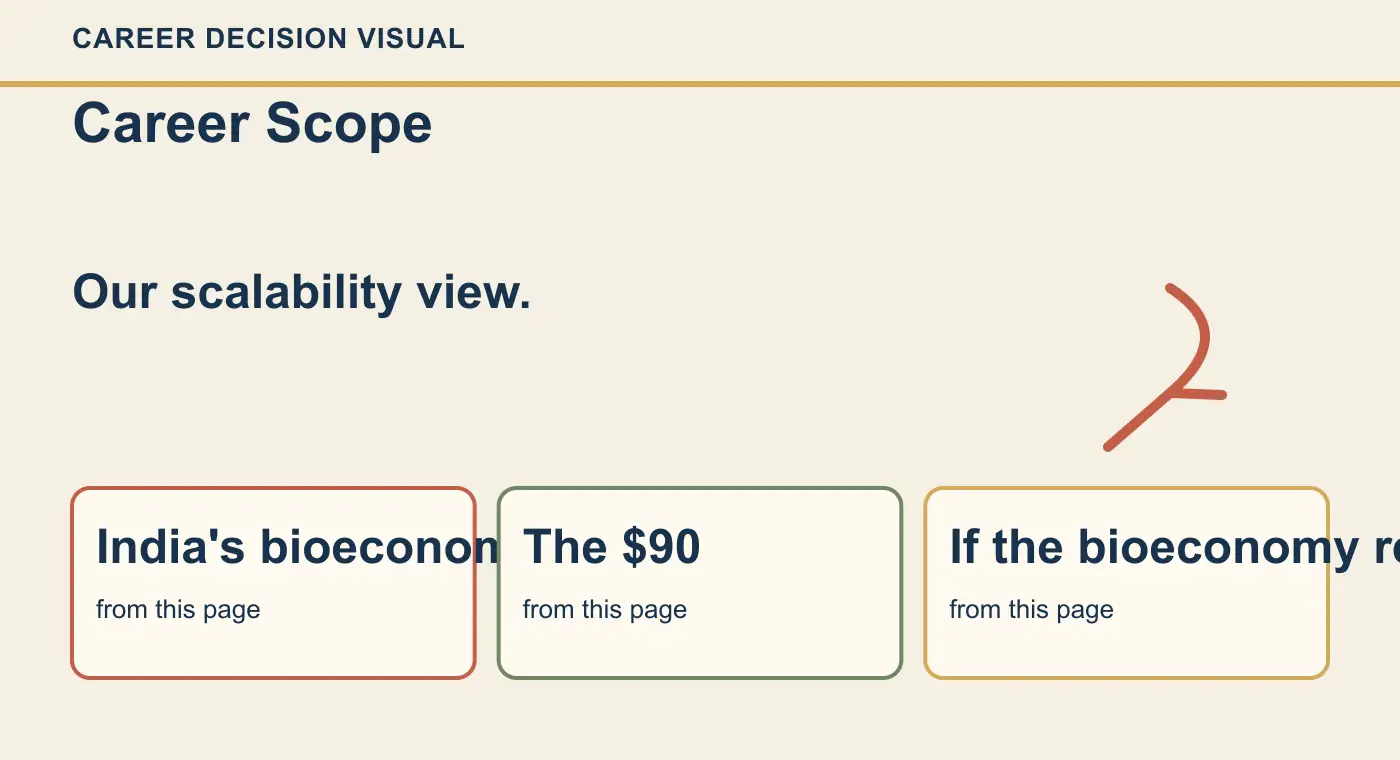 CAREER DECISION VISUAL
Career Scope
Our scalability view.
India's bioeconom
The $90
If the bioeconomy re
from this page
from this page
from this page